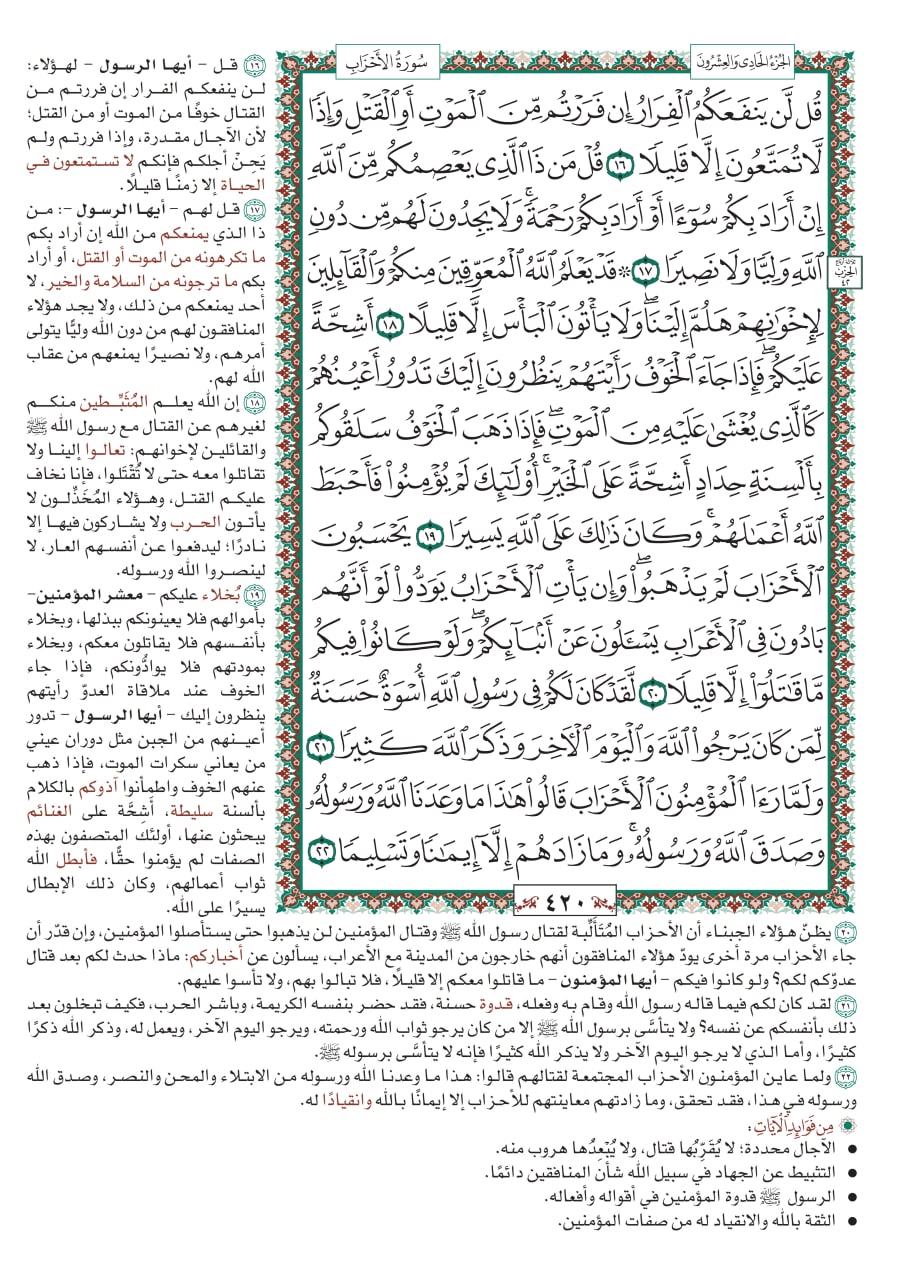 الجُزْءُ الحَادِى وَالعِشْرُونَ
سُورَةُ الأَحْزَابِ
قُل لَّن يَنفَعَكُمُ ٱلْفِرَارُ إِن فَرَرْتُم مِّنَ ٱلْمَوْتِ أَوِ ٱلْقَتْلِ وَإِذًا
لَّا تُمَتَّعُونَ إِلَّا قَلِيلًا ١٦ قُلْ مَن ذَا ٱلَّذِى يَعْصِمُكُم مِّنَ ٱللَّهِ
إِنْ أَرَادَ بِكُمْ سُوٓءًا أَوْ أَرَادَ بِكُمْ رَحْمَةً ۚ وَلَا يَجِدُونَ لَهُم مِّن دُونِ
ٱللَّهِ وَلِيًّا وَلَا نَصِيرًا ١٧ ۞ قَدْ يَعْلَمُ ٱللَّهُ ٱلْمُعَوِّقِينَ مِنكُمْ وَٱلْقَآئِلِينَ
لِإِخْوَٰنِهِمْ هَلُمَّ إِلَيْنَا ۖ وَلَا يَأْتُونَ ٱلْبَأْسَ إِلَّا قَلِيلًا ١٨ أَشِحَّةً
عَلَيْكُمْ ۖ فَإِذَا جَآءَ ٱلْخَوْفُ رَأَيْتَهُمْ يَنظُرُونَ إِلَيْكَ تَدُورُ أَعْيُنُهُمْ
كَٱلَّذِى يُغْشَىٰ عَلَيْهِ مِنَ ٱلْمَوْتِ ۖ فَإِذَا ذَهَبَ ٱلْخَوْفُ سَلَقُوكُم
بِأَلْسِنَةٍ حِدَادٍ أَشِحَّةً عَلَى ٱلْخَيْرِ ۚ أُو۟لَٰٓئِكَ لَمْ يُؤْمِنُوا۟ فَأَحْبَطَ
ٱللَّهُ أَعْمَٰلَهُمْ ۚ وَكَانَ ذَٰلِكَ عَلَى ٱللَّهِ يَسِيرًا ١٩ يَحْسَبُونَ
ٱلْأَحْزَابَ لَمْ يَذْهَبُوا۟ ۖ وَإِن يَأْتِ ٱلْأَحْزَابُ يَوَدُّوا۟ لَوْ أَنَّهُم
بَادُونَ فِى ٱلْأَعْرَابِ يَسْـَٔلُونَ عَنْ أَنۢبَآئِكُمْ ۖ وَلَوْ كَانُوا۟ فِيكُم
مَّا قَٰتَلُوٓا۟ إِلَّا قَلِيلًا ٢٠ لَّقَدْ كَانَ لَكُمْ فِى رَسُولِ ٱللَّهِ أُسْوَةٌ حَسَنَةٌ
لِّمَن كَانَ يَرْجُوا۟ ٱللَّهَ وَٱلْيَوْمَ ٱلْـَٔاخِرَ وَذَكَرَ ٱللَّهَ كَثِيرًا ٢١
وَلَمَّا رَءَا ٱلْمُؤْمِنُونَ ٱلْأَحْزَابَ قَالُوا۟ هَٰذَا مَا وَعَدَنَا ٱللَّهُ وَرَسُولُهُۥ
وَصَدَقَ ٱللَّهُ وَرَسُولُهُۥ ۚ وَمَا زَادَهُمْ إِلَّآ إِيمَٰنًا وَتَسْلِيمًا ٢٢
٤٢٠
الحِزْبُ
٤٢
١٦ قل – أيها الرسول – لهؤلاء:
لن ينفعكم الفرار إن فررتم من
القتال خوفًا من الموت أو من القتل؛
لأن الآجال مقدرة، وإذا فررتم ولم
يَحِنْ أجلكم فإنكم لا تستمتعون في
الحياة إلا زمنًا قليلًا.
١٧ قل لهم – أيها الرسول –: من
ذا الذي يمنعكم من الله إن أراد بكم
ما تكرهونه من الموت أو القتل، أو أراد
بكم ما ترجونه من السلامة والخير، لا
أحد يمنعكم من ذلك، ولا يجد هؤلاء
المنافقون لهم من دون الله وليًّا يتولى
أمرهم، ولا نصيرًا يمنعهم من عقاب
الله لهم.
١٨ إن الله يعلم المُثَبِّطين منكم
لغيرهم عن القتال مع رسول الله ﷺ
والقائلين لإخوانهم: تعالوا إلينا ولا
تقاتلوا معه حتى لا تُقْتَلوا، فإنا نخاف
عليكم القتل، وهؤلاء المُخَذِّلون لا
يأتون الحرب ولا يشاركون فيها إلا
نادرًا؛ ليدفعوا عن أنفسهم العار، لا
لينصروا الله ورسوله.
١٩ بُخلاء عليكم – معشر المؤمنين–
بأموالهم فلا يعينونكم ببذلها، وبخلاء
بأنفسهم فلا يقاتلون معكم، وبخلاء
بمودتهم فلا يوادُّونكم، فإذا جاء
الخوف عند ملاقاة العدوّ رأيتهم
ينظرون إليك – أيها الرسول – تدور
أعينهم من الجبن مثل دوران عيني
من يعاني سكرات الموت، فإذا ذهب
عنهم الخوف واطمأنوا آذوكم بالكلام
بألسنة سليطة، أَشِحَّة على الغنائم
يبحثون عنها، أولئك المتصفون بهذه
الصفات لم يؤمنوا حقًّا، فأبطل الله
ثواب أعمالهم، وكان ذلك الإبطال
يسيرًا على الله.
٢٠ يظنّ هؤلاء الجبناء أن الأحزاب المُتَأَلِّبة لقتال رسول الله ﷺ وقتال المؤمنين لن يذهبوا حتى يستأصلوا المؤمنين، وإن قدّر أن
جاء الأحزاب مرة أخرى يودّ هؤلاء المنافقون أنهم خارجون من المدينة مع الأعراب، يسألون عن أخباركم: ماذا حدث لكم بعد قتال
عدوّكم لكم؟ ولو كانوا فيكم – أيها المؤمنون – ما قاتلوا معكم إلا قليلًا، فلا تبالوا بهم، ولا تأسوا عليهم.
٢١ لقد كان لكم فيما قاله رسول الله وقام به وفعله، قدوة حسنة، فقد حضر بنفسه الكريمة، وباشر الحرب، فكيف تبخلون بعد
ذلك بأنفسكم عن نفسه؟ ولا يتأسَّى برسول الله ﷺ إلا من كان يرجو ثواب الله ورحمته، ويرجو اليوم الآخر، ويعمل له، وذكر الله ذكرًا
كثيرًا، وأما الذي لا يرجو اليوم الآخر ولا يذكر الله كثيرًا فإنه لا يتأسَّى برسوله ﷺ.
٢٢ ولما عاين المؤمنون الأحزاب المجتمعة لقتالهم قالوا: هذا ما وعدنا الله ورسوله من الابتلاء والمحن والنصر، وصدق الله
ورسوله في هذا، فقد تحقق، وما زادتهم معاينتهم للأحزاب إلا إيمانًا بالله وانقيادًا له.
مِن فَوَائِدِ الآيَاتِ:
• الآجال محددة؛ لا يُقَرِّبُها قتال، ولا يُبْعِدُها هروب منه.
• التثبيط عن الجهاد في سبيل الله شأن المنافقين دائمًا.
• الرسول ﷺ قدوة المؤمنين في أقواله وأفعاله.
• الثقة بالله والانقياد له من صفات المؤمنين.